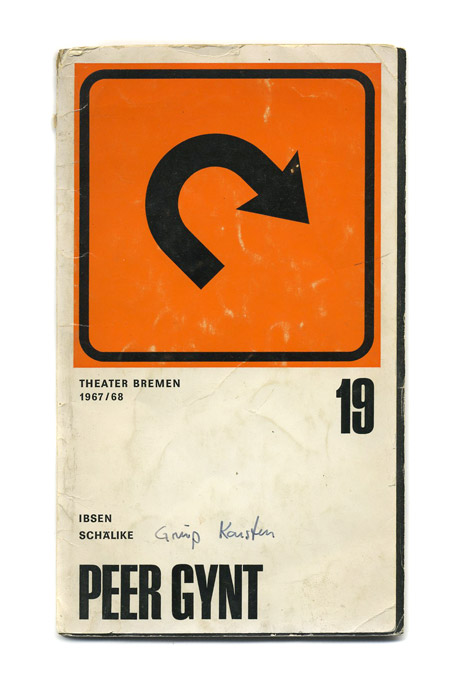 THEATER BREMEN
1967/68
19
IBSEN
SCHÄLIKE
PEER GYNT